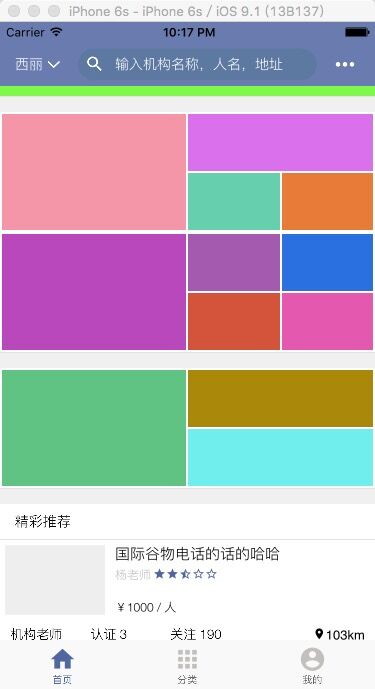 iPhone 6s - iPhone 6s / iOS 9.1 (13B137)
Carrier 10:17 PM
西丽 输入机构名称，人名，地址
精彩推荐
国际谷物电话的话的哈哈
杨老师
￥1000 / 人
机构老师 认证 3 关注 190 103km
首页 分类 我的